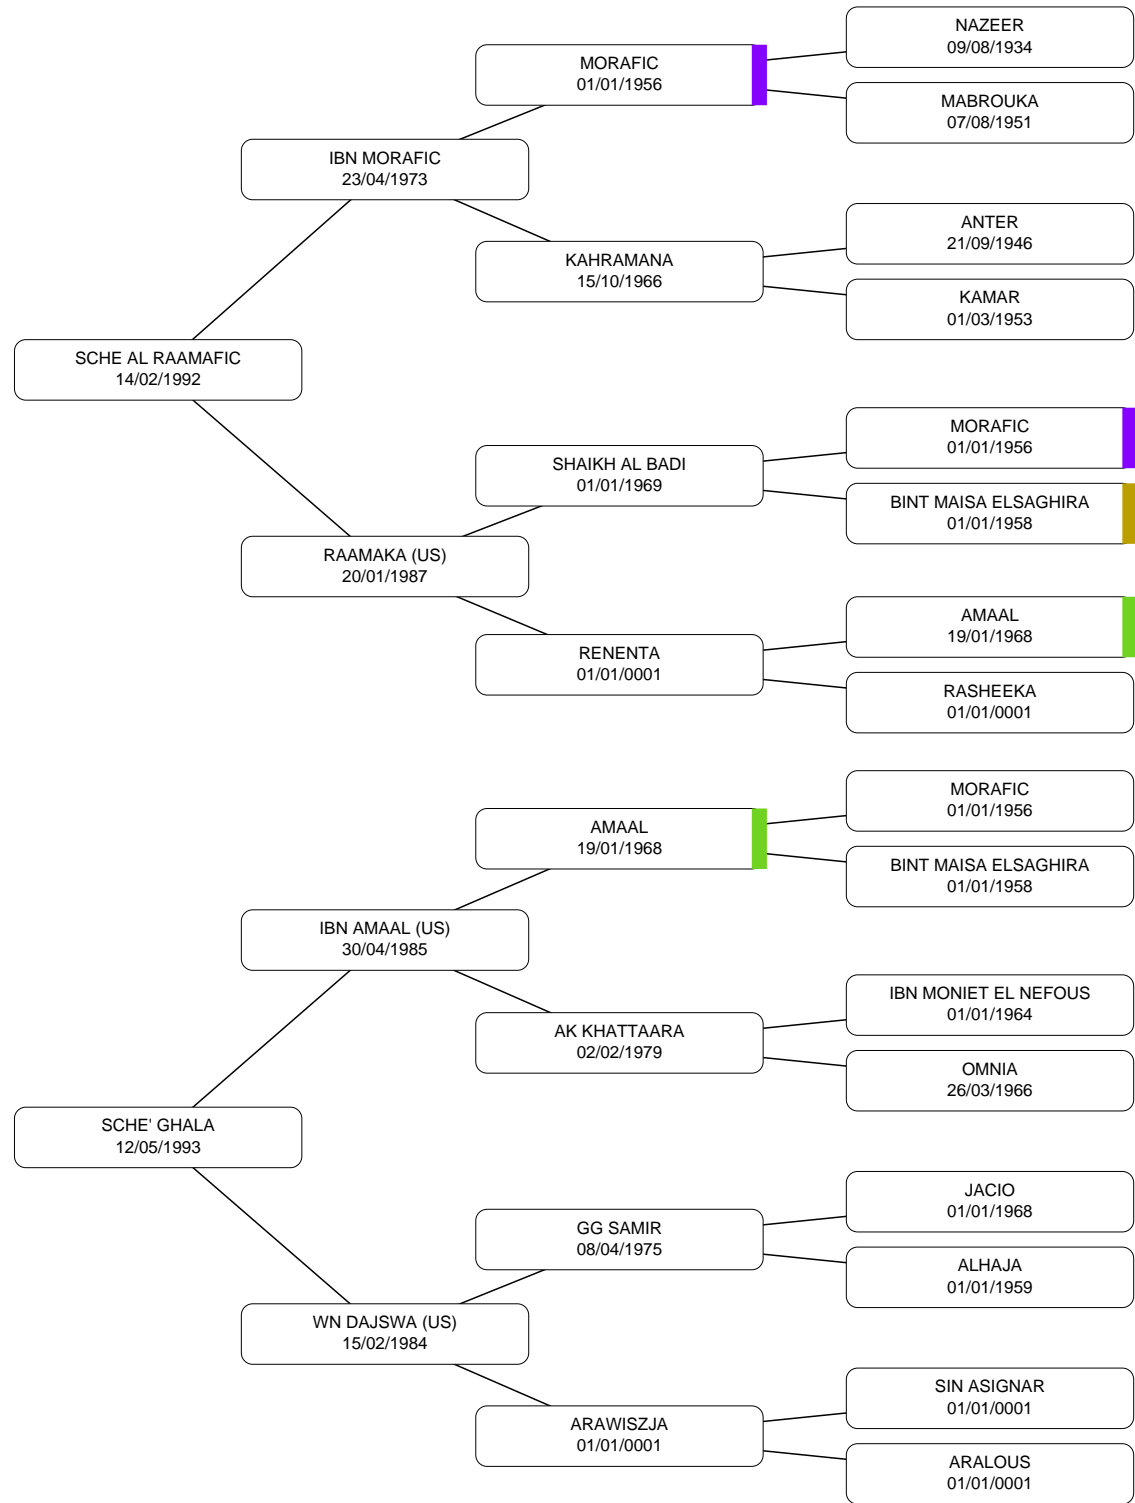 NAZEER
09/08/1934
MORAFIC
01/01/1956
MABROUKA
07/08/1951
IBN MORAFIC
23/04/1973
ANTER
21/09/1946
KAHRAMANA
15/10/1966
KAMAR
01/03/1953
SCHE AL RAAMAFIC
14/02/1992
MORAFIC
01/01/1956
SHAIKH AL BADI
01/01/1969
BINT MAISA ELSAGHIRA
01/01/1958
RAAMAKA (US)
20/01/1987
AMAAL
19/01/1968
RENENTA
01/01/0001
RASHEEKA
01/01/0001
MORAFIC
01/01/1956
AMAAL
19/01/1968
BINT MAISA ELSAGHIRA
01/01/1958
IBN AMAAL (US)
30/04/1985
IBN MONIET EL NEFOUS
01/01/1964
AK KHATTAARA
02/02/1979
OMNIA
26/03/1966
SCHE' GHALA
12/05/1993
JACIO
01/01/1968
GG SAMIR
08/04/1975
ALHAJA
01/01/1959
WN DAJSWA (US)
15/02/1984
SIN ASIGNAR
01/01/0001
ARAWISZJA
01/01/0001
ARALOUS
01/01/0001